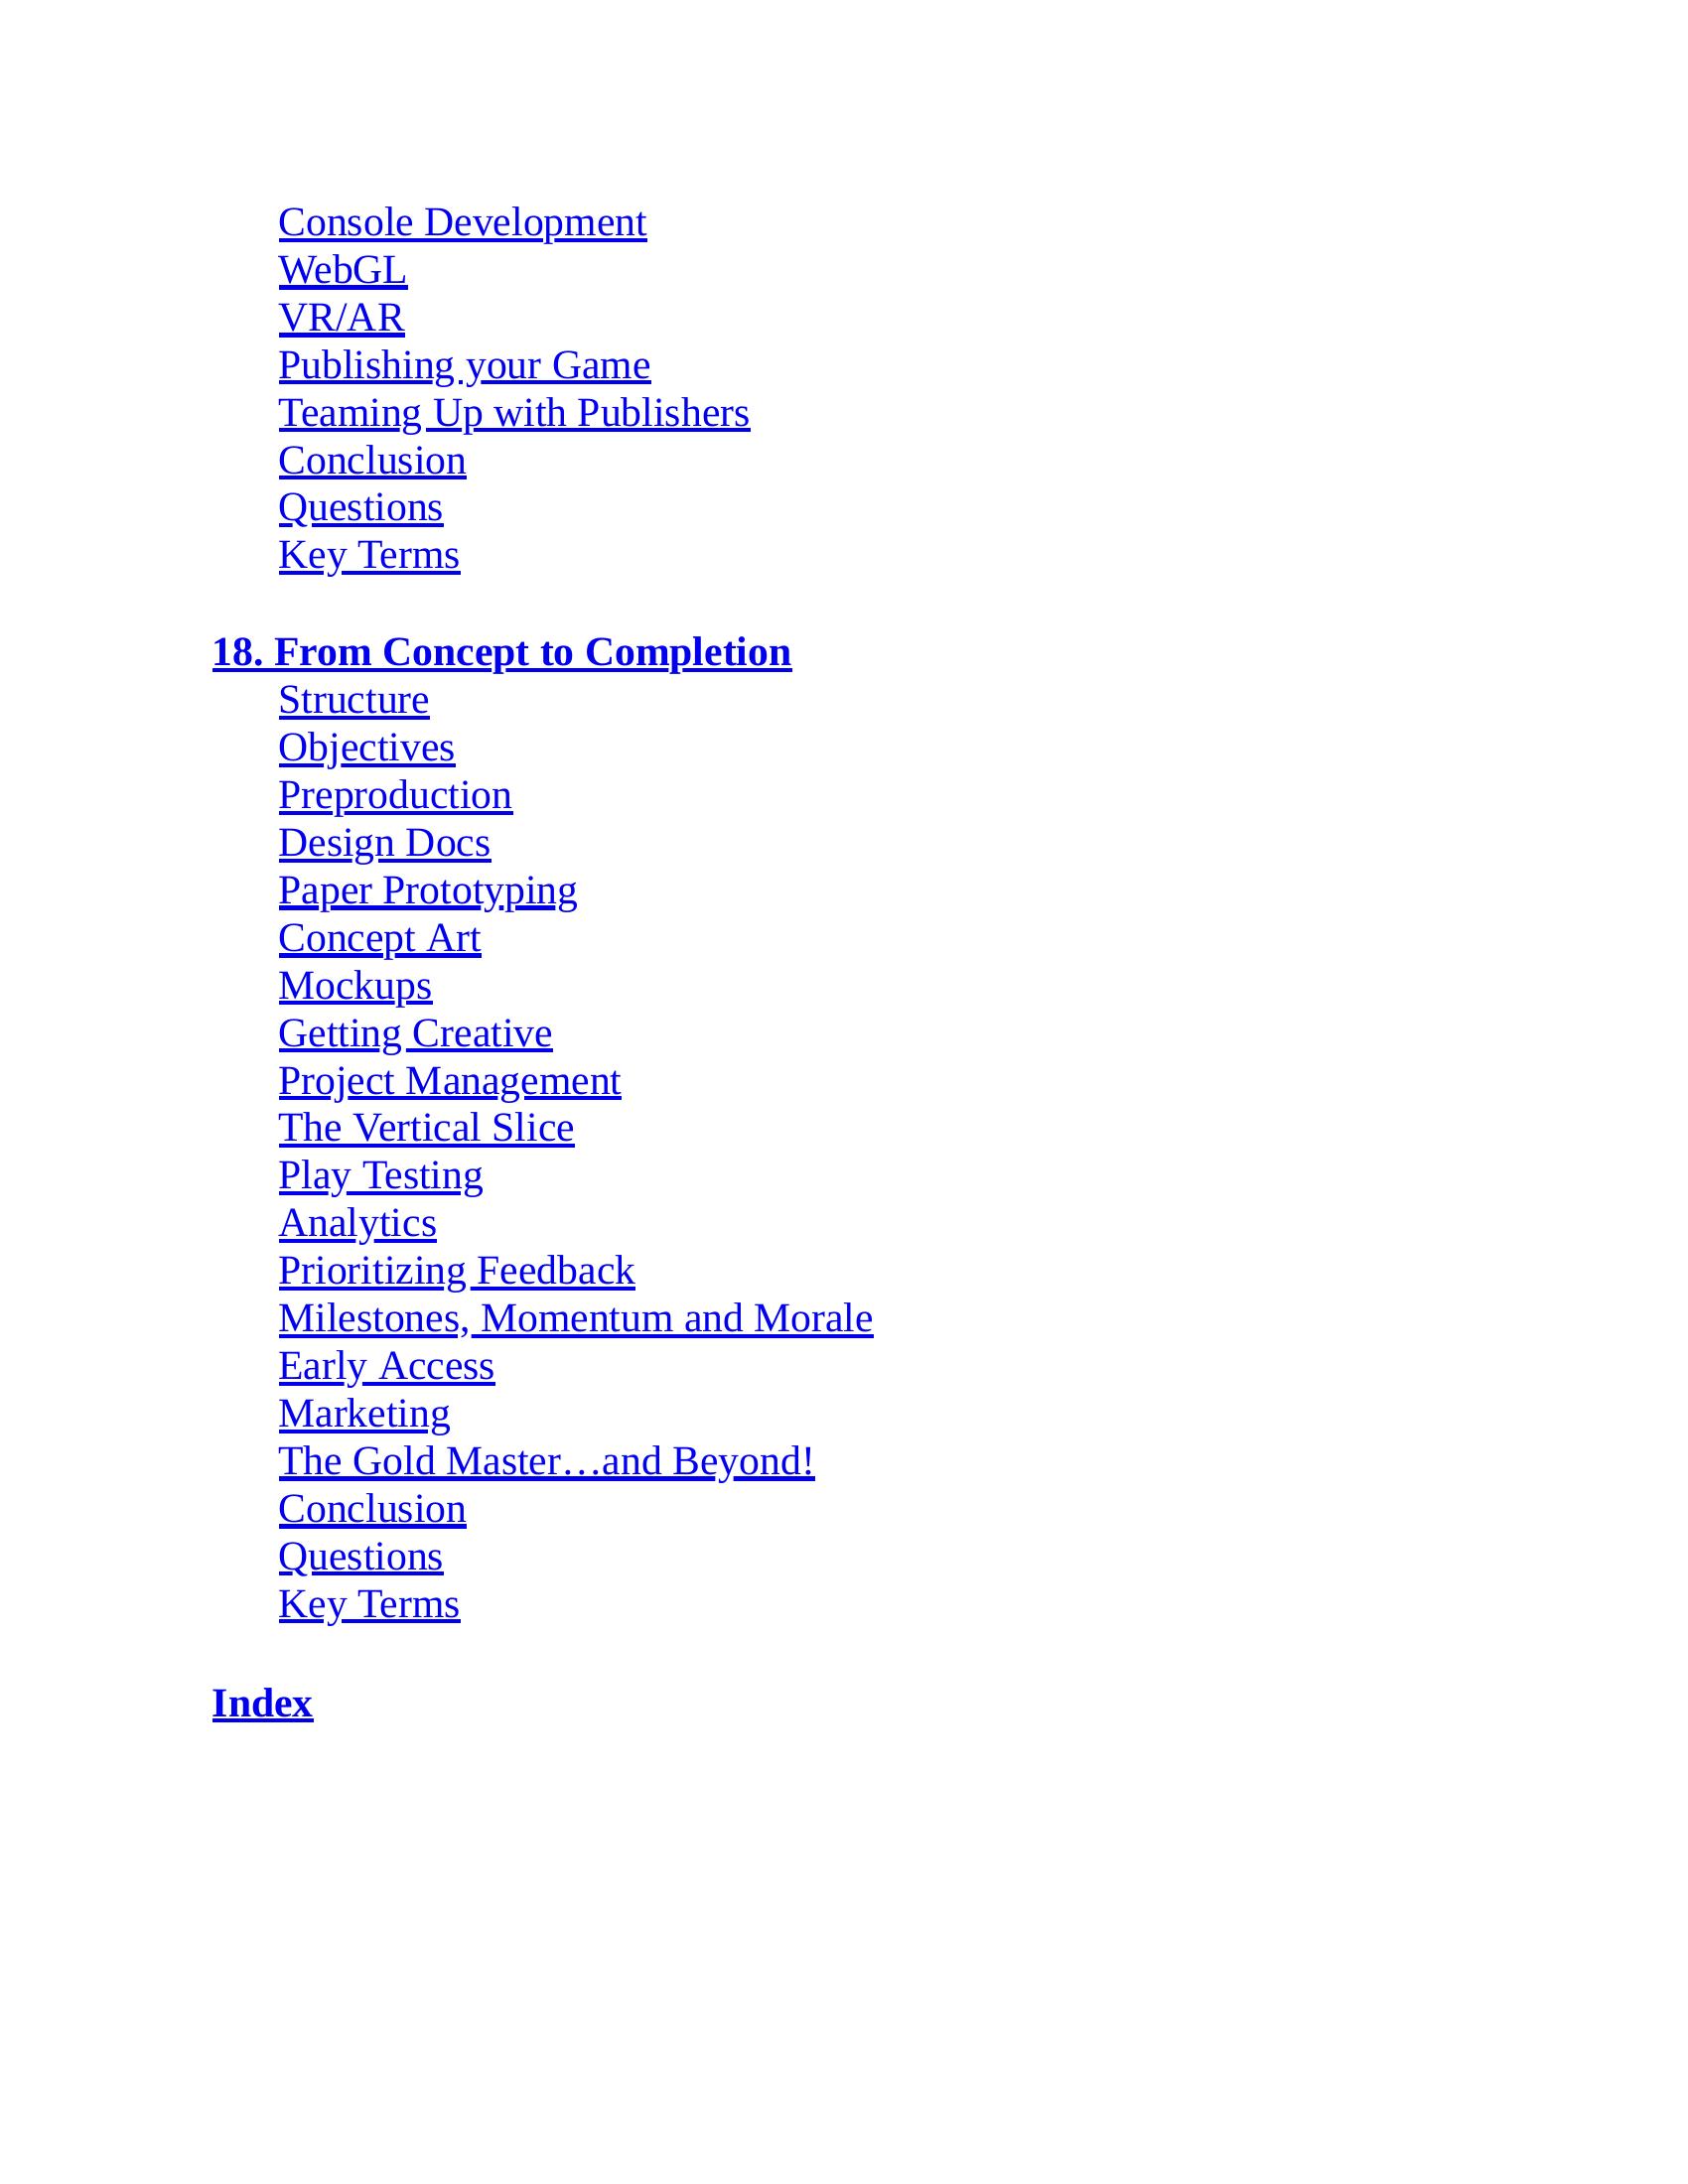 Console Development
WebGL
VR/AR
Publishing your Game
Teaming Up with Publishers
Conclusion
Questions
Key Terms
18. From Concept to Completion
Structure
Objectives
Preproduction
Design Docs
Paper Prototyping
Concept Art
Mockups
Getting Creative
Project Management
The Vertical Slice
Play Testing
Analytics
Prioritizing Feedback
Milestones, Momentum and Morale
Early Access
Marketing
The Gold Master…and Beyond!
Conclusion
Questions
Key Terms
Index